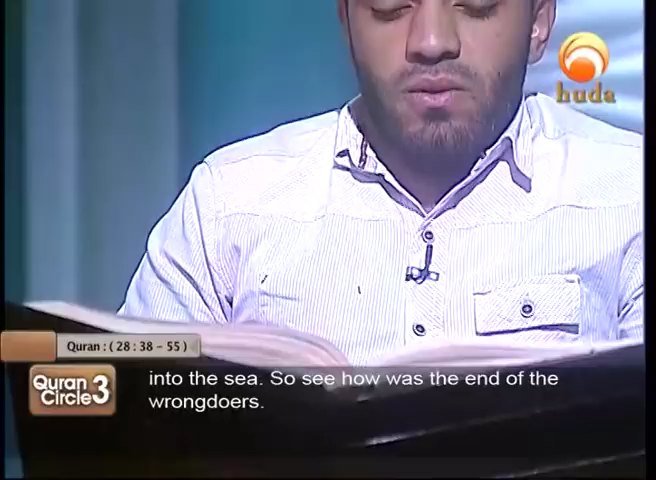 huda
Quran : ( 28 : 38 - 55 )
Quran
Circle 3
into the sea. So see how was the end of the
wrongdoers.